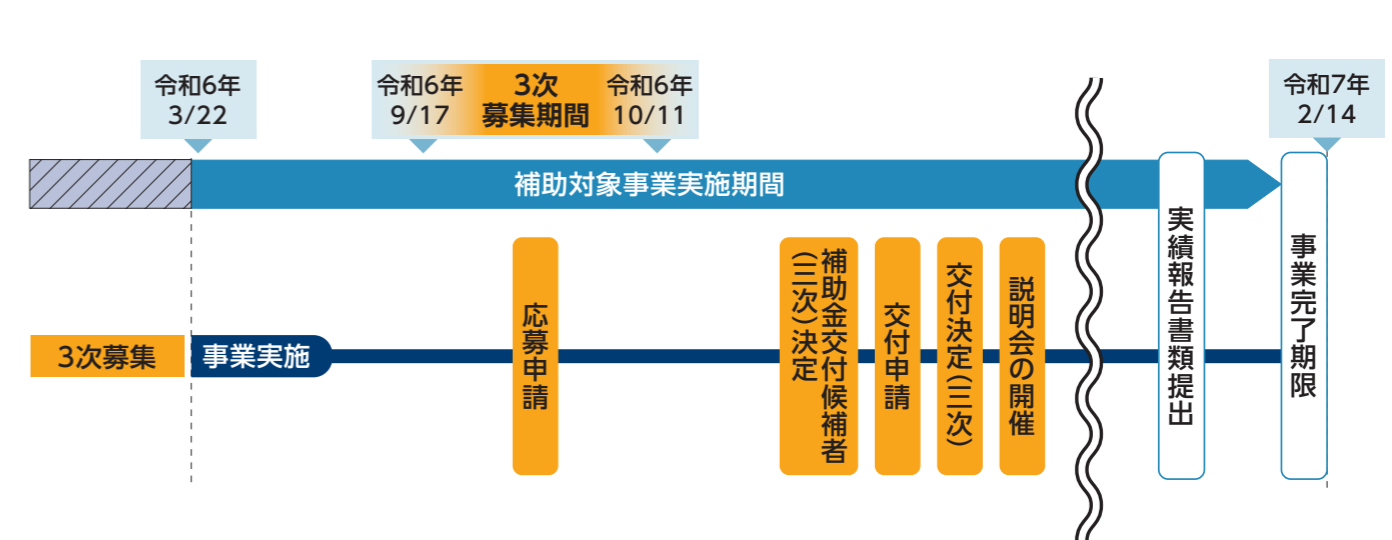 令和6年
3/22
令和6年
9/17
3次
募集期間
令和6年
10/11
令和7年
2/14
補助対象事業実施期間
3次募集
事業実施
応募申請
補助金交付候補者
(三次)決定
交付申請
交付決定(三次)
説明会の開催
実績報告書類提出
事業完了期限